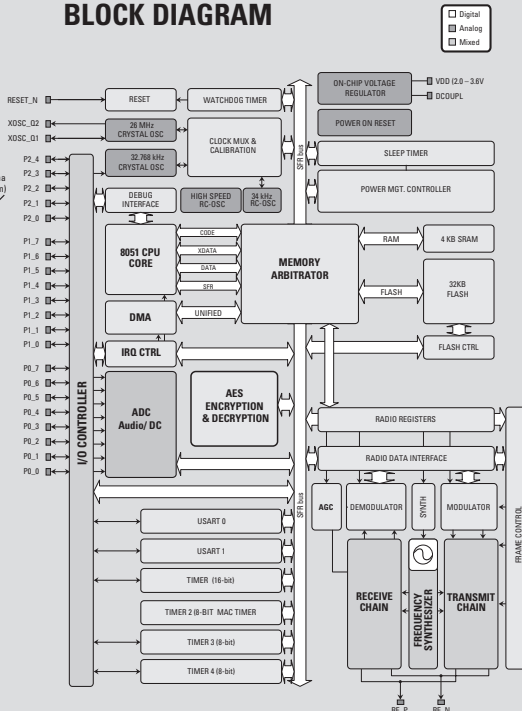 BLOCK DIAGRAM
Digital
Analog
Mixed
RESET_N
XOSC_Q2
XOSC_Q1
P2_4
P2_3
P2_2
P2_1
P2_0
P1_7
P1_6
P1_5
P1_4
P1_3
P1_2
P1_1
P1_0
P0_7
P0_6
P0_5
P0_4
P0_3
P0_2
P0_1
P0_0
I/O CONTROLLER
RESET
WATCHDOG TIMER
26 MHz
CRYSTAL OSC
32.768 kHz
CRYSTAL OSC
CLOCK MUX &
CALIBRATION
DEBUG
INTERFACE
HIGH SPEED
RC-OSC
34 kHz
RC-OSC
SFR bus
ON-CHIP VOLTAGE
REGULATOR
VDD (2.0 – 3.6V
DCOUPL
POWER ON RESET
SLEEP TIMER
POWER MGT. CONTROLLER
8051 CPU
CORE
CODE
XDATA
DATA
SFR
MEMORY
ARBITRATOR
RAM
4 KB SRAM
FLASH
32KB
FLASH
DMA
UNIFIED
IRQ CTRL
FLASH CTRL
ADC
Audio/ DC
AES
ENCRYPTION
& DECRYPTION
RADIO REGISTERS
RADIO DATA INTERFACE
SFR bus
AGC
DEMODULATOR
SYNTH
MODULATOR
FRAME CONTROL
USART 0
USART 1
TIMER (16-bit)
TIMER 2 (8-BIT MAC TIMER
TIMER 3 (8-bit)
TIMER 4 (8-bit)
RECEIVE
CHAIN
FREQUENCY
SYNTHESIZER
TRANSMIT
CHAIN
RF_P
RF_N